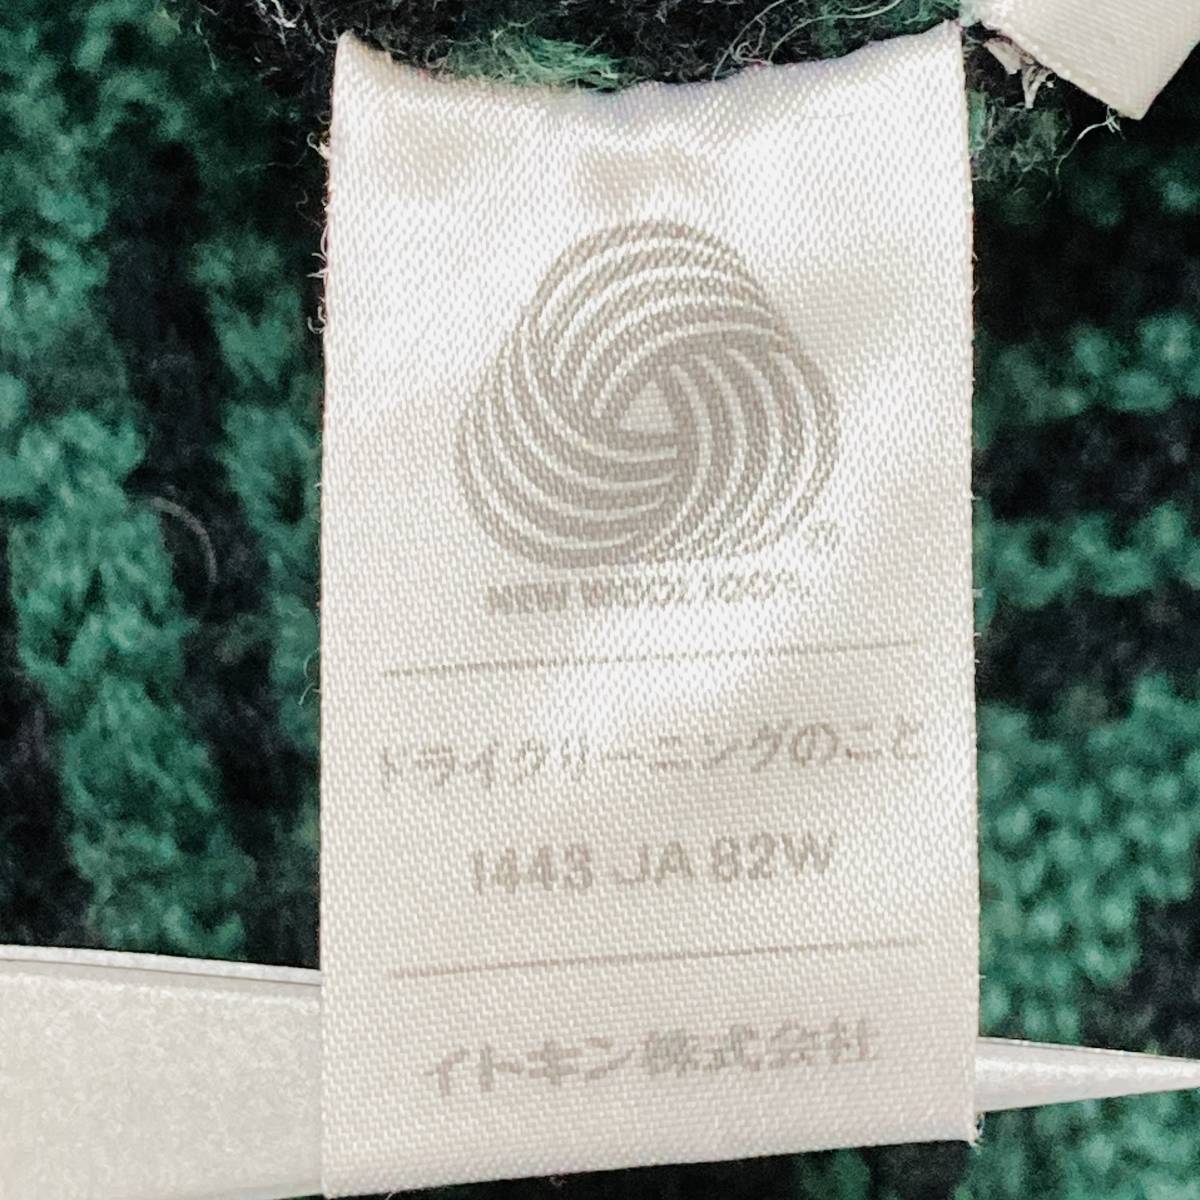 ®
NEW WOOL 100%
ドライクリーニングのこと
1443 JA 82W
イトキン株式会社